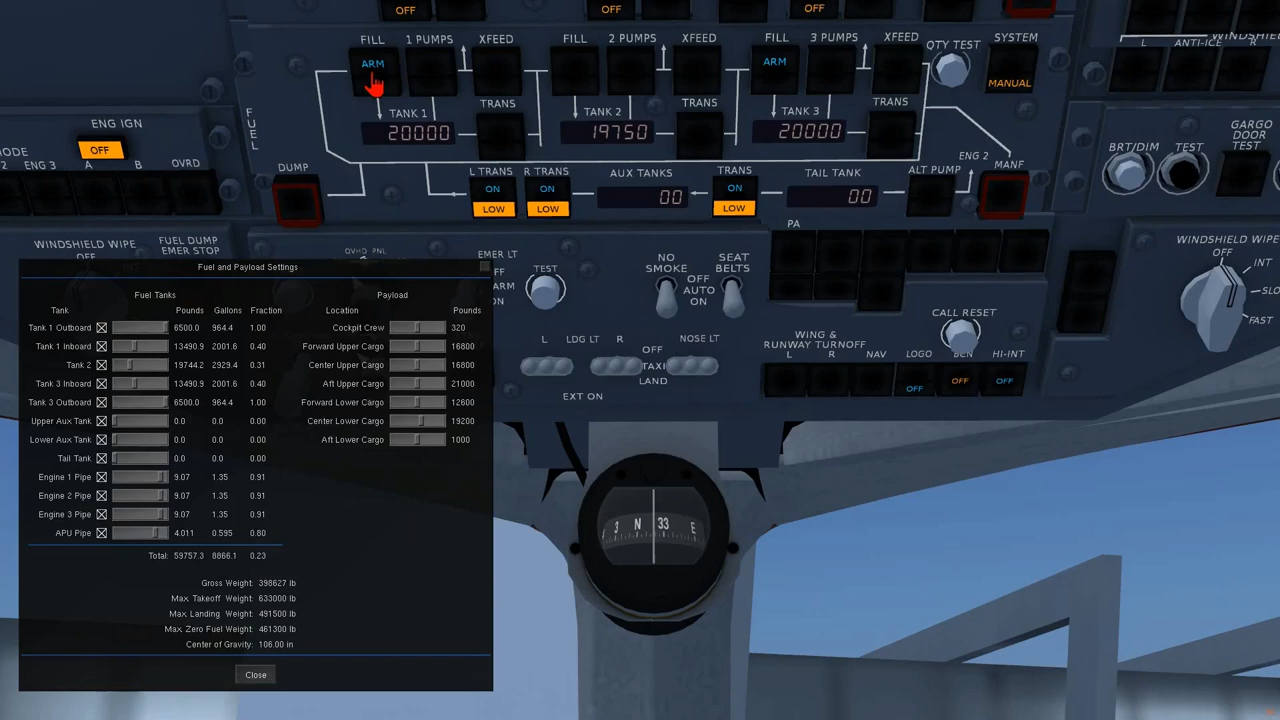 OFF OFF OFF
FILL 1 PUMPS XFEED FILL 2 PUMPS XFEED FILL 3 PUMPS XFEED QTY TEST SYSTEM
L ANTI-ICE R
ARM ARM MANUAL
TANK 1 TRANS TANK 2 TRANS TANK 3 TRANS
20000 19750 20000
FUEL
ENG IGN
OFF
ENG 3 A B OVRD
DUMP
L TRANS R TRANS AUX TANKS TRANS TAIL TANK ALT PUMP ENG 2 MANF
ON ON 00 ON 00
LOW LOW LOW
BRT/DIM TEST
GARGO
DOOR
TEST
WINDSHIELD WIPE
FUEL DUMP
EMER STOP
EMER LT
ARM
TEST
NO
SMOKE
OFF
AUTO
ON
SEAT
BELTS
PA
CALL RESET
WINDSHIELD WIPE
OFF
INT
SLO
FAST
L LDG LT R
OFF
TAXI
LAND
NOSE LT
EXT ON
WING &
RUNWAY TURNOFF
L R NAV LOGO BCN HI-INT
OFF OFF OFF
3 N 33 E
Fuel and Payload Settings
Fuel Tanks
Tank Pounds Gallons Fraction
Tank 1 Outboard 6500.0 964.4 1.00
Tank 1 Inboard 13490.9 2001.6 0.40
Tank 2 19744.2 2929.4 0.31
Tank 3 Inboard 13490.9 2001.6 0.40
Tank 3 Outboard 6500.0 964.4 1.00
Upper Aux Tank 0.0 0.0 0.00
Lower Aux Tank 0.0 0.0 0.00
Tail Tank 0.0 0.0 0.00
Engine 1 Pipe 9.07 1.35 0.91
Engine 2 Pipe 9.07 1.35 0.91
Engine 3 Pipe 9.07 1.35 0.91
APU Pipe 4.011 0.595 0.80
Total: 59757.3 8866.1 0.23
Payload
Location Pounds
Cockpit Crew 320
Forward Upper Cargo 16800
Center Upper Cargo 16800
Aft Upper Cargo 21000
Forward Lower Cargo 12600
Center Lower Cargo 19200
Aft Lower Cargo 1000
Gross Weight: 398627 lb
Max. Takeoff Weight: 633000 lb
Max. Landing Weight: 491500 lb
Max. Zero Fuel Weight: 461300 lb
Center of Gravity: 106.00 in
Close